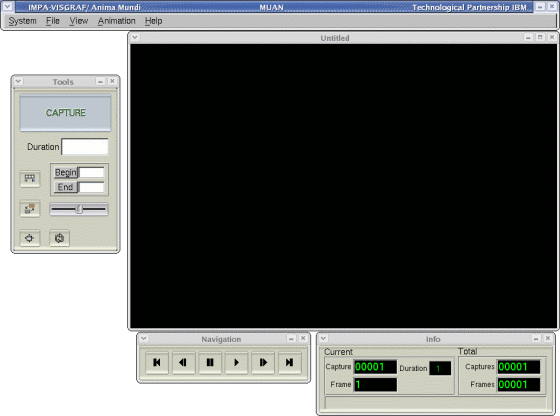 IMPA-VISGRAF/ Anima Mundi MUAN Technological Partnership IBM
System File View Animation Help
Untitled
Tools
CAPTURE
Duration
Begin
End
Navigation
Info
Current Total
Capture 00001 Duration 1 Captures 00001
Frame 1 Frames 00001